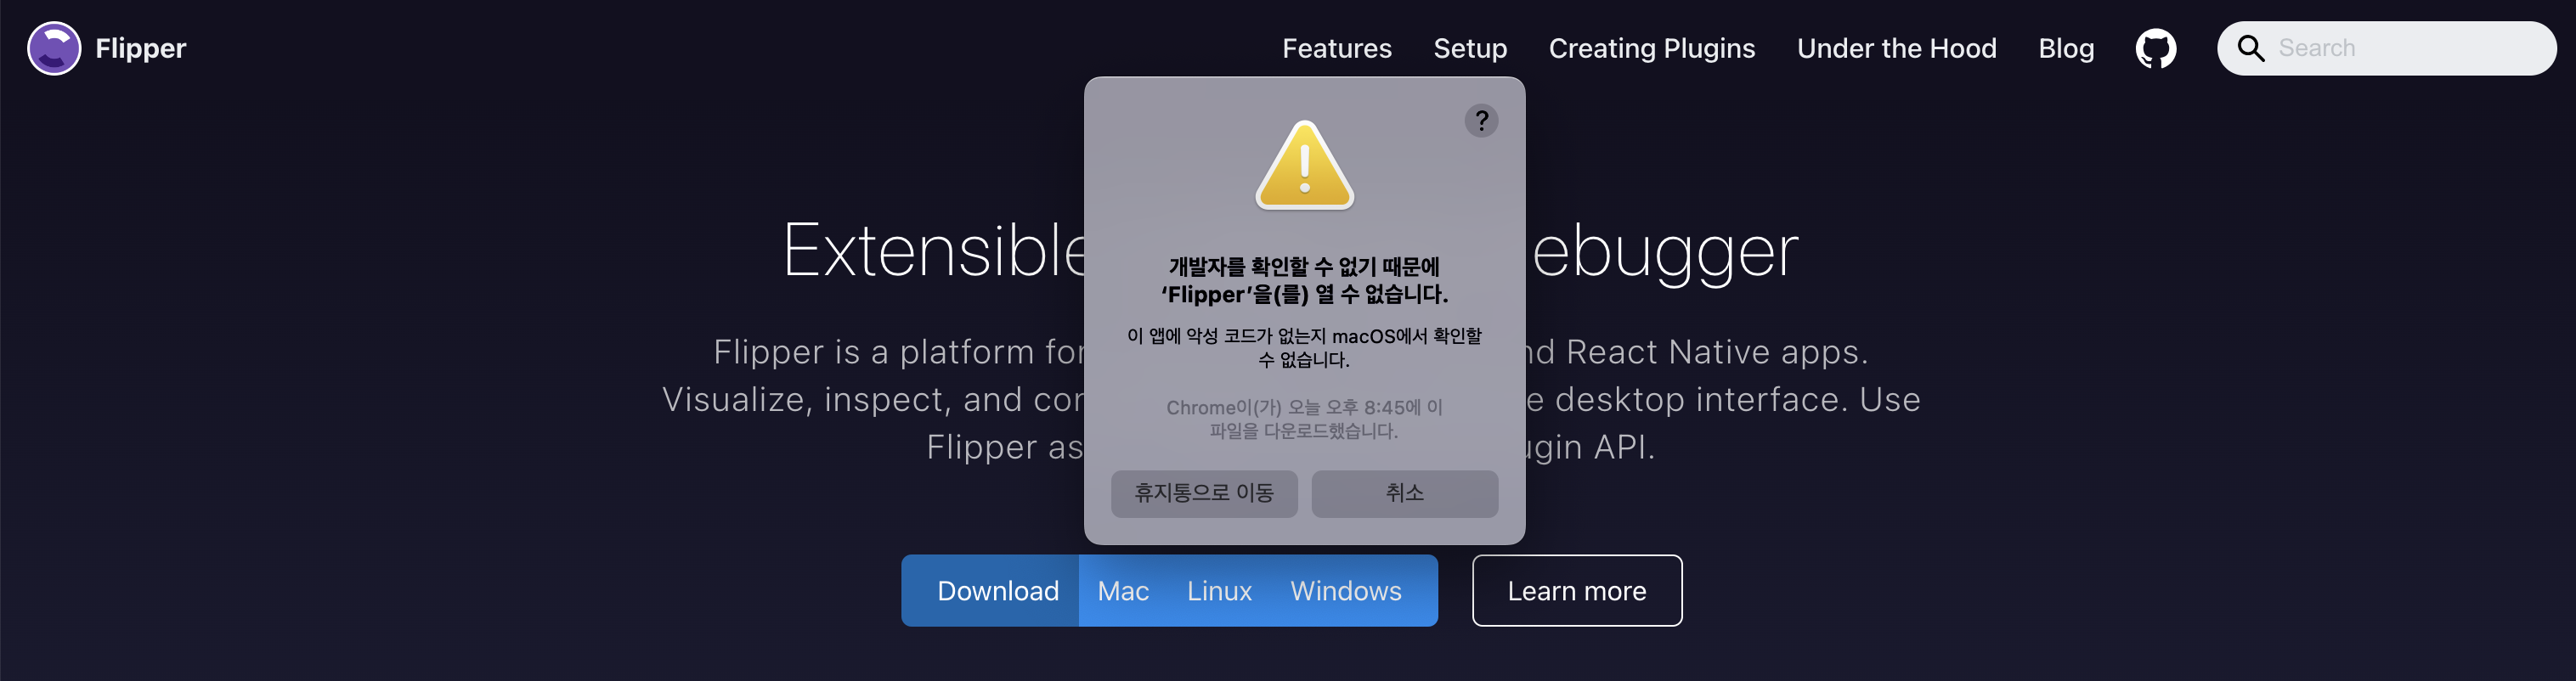 Flipper
Features Setup Creating Plugins Under the Hood Blog Search
?
Extensible ebugger
개발자를 확인할 수 없기 때문에
‘Flipper’을(를) 열 수 없습니다.
이 앱에 악성 코드가 없는지 macOS에서 확인할
수 없습니다.
Flipper is a platform for nd React Native apps.
Visualize, inspect, and con e desktop interface. Use
Flipper as ugin API.
Chrome이(가) 오늘 오후 8:45에 이
파일을 다운로드했습니다.
휴지통으로 이동 취소
Download Mac Linux Windows Learn more